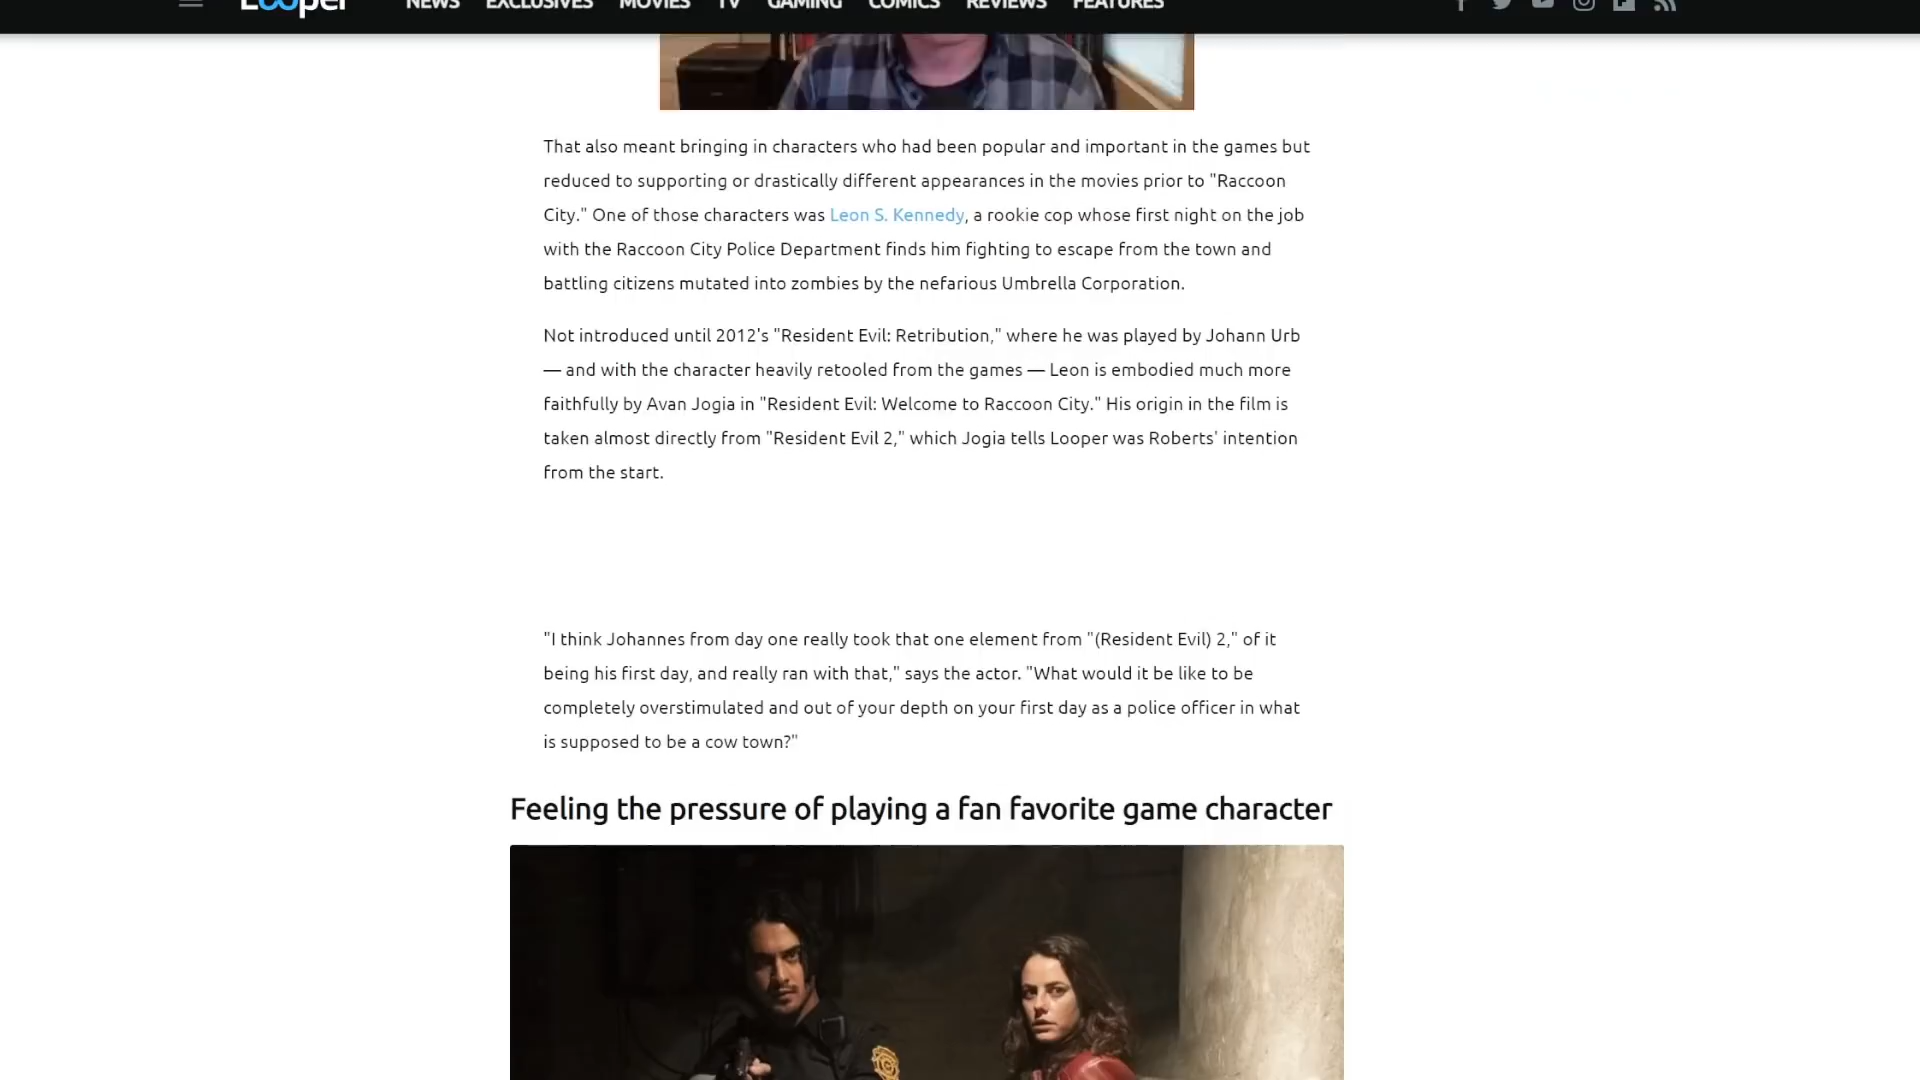 Looper NEWS EXCLUSIVES MOVIES TV GAMING COMICS REVIEWS FEATURES
That also meant bringing in characters who had been popular and important in the games but
reduced to supporting or drastically different appearances in the movies prior to "Raccoon
City." One of those characters was Leon S. Kennedy, a rookie cop whose first night on the job
with the Raccoon City Police Department finds him fighting to escape from the town and
battling citizens mutated into zombies by the nefarious Umbrella Corporation.
Not introduced until 2012's "Resident Evil: Retribution," where he was played by Johann Urb
— and with the character heavily retooled from the games — Leon is embodied much more
faithfully by Avan Jogia in "Resident Evil: Welcome to Raccoon City." His origin in the film is
taken almost directly from "Resident Evil 2," which Jogia tells Looper was Roberts' intention
from the start.
"I think Johannes from day one really took that one element from "(Resident Evil) 2," of it
being his first day, and really ran with that," says the actor. "What would it be like to be
completely overstimulated and out of your depth on your first day as a police officer in what
is supposed to be a cow town?"
Feeling the pressure of playing a fan favorite game character